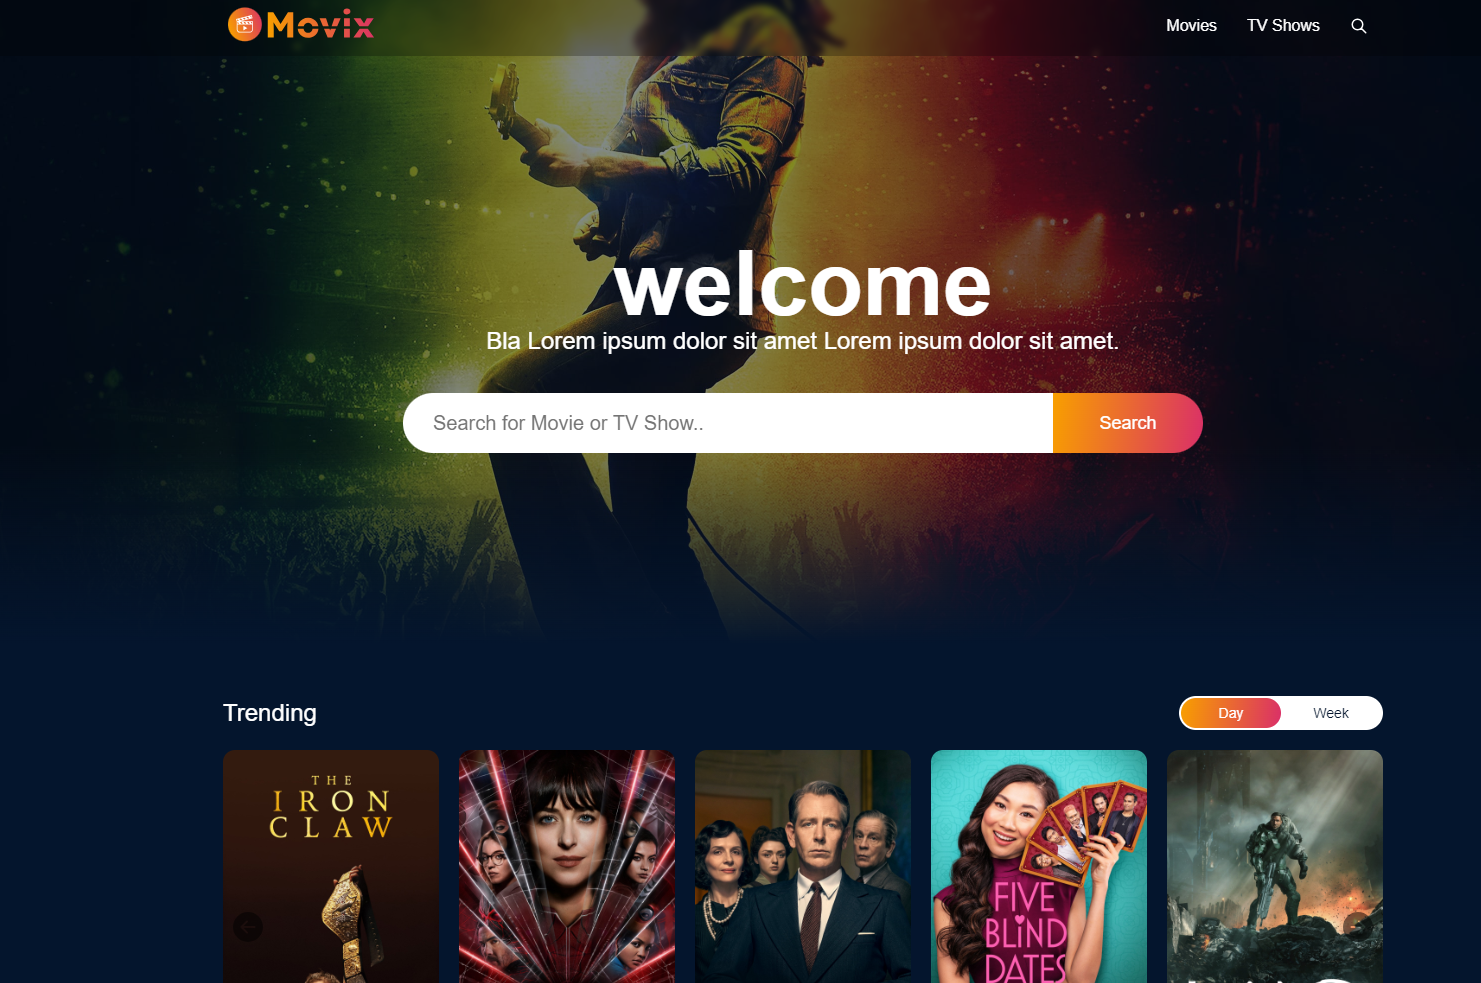 Movix
Movies
TV Shows
welcome
Bla Lorem ipsum dolor sit amet Lorem ipsum dolor sit amet.
Search for Movie or TV Show..
Search
Trending
Day
Week
THE
IRON
CLAW
FIVE
BLiND
DATES